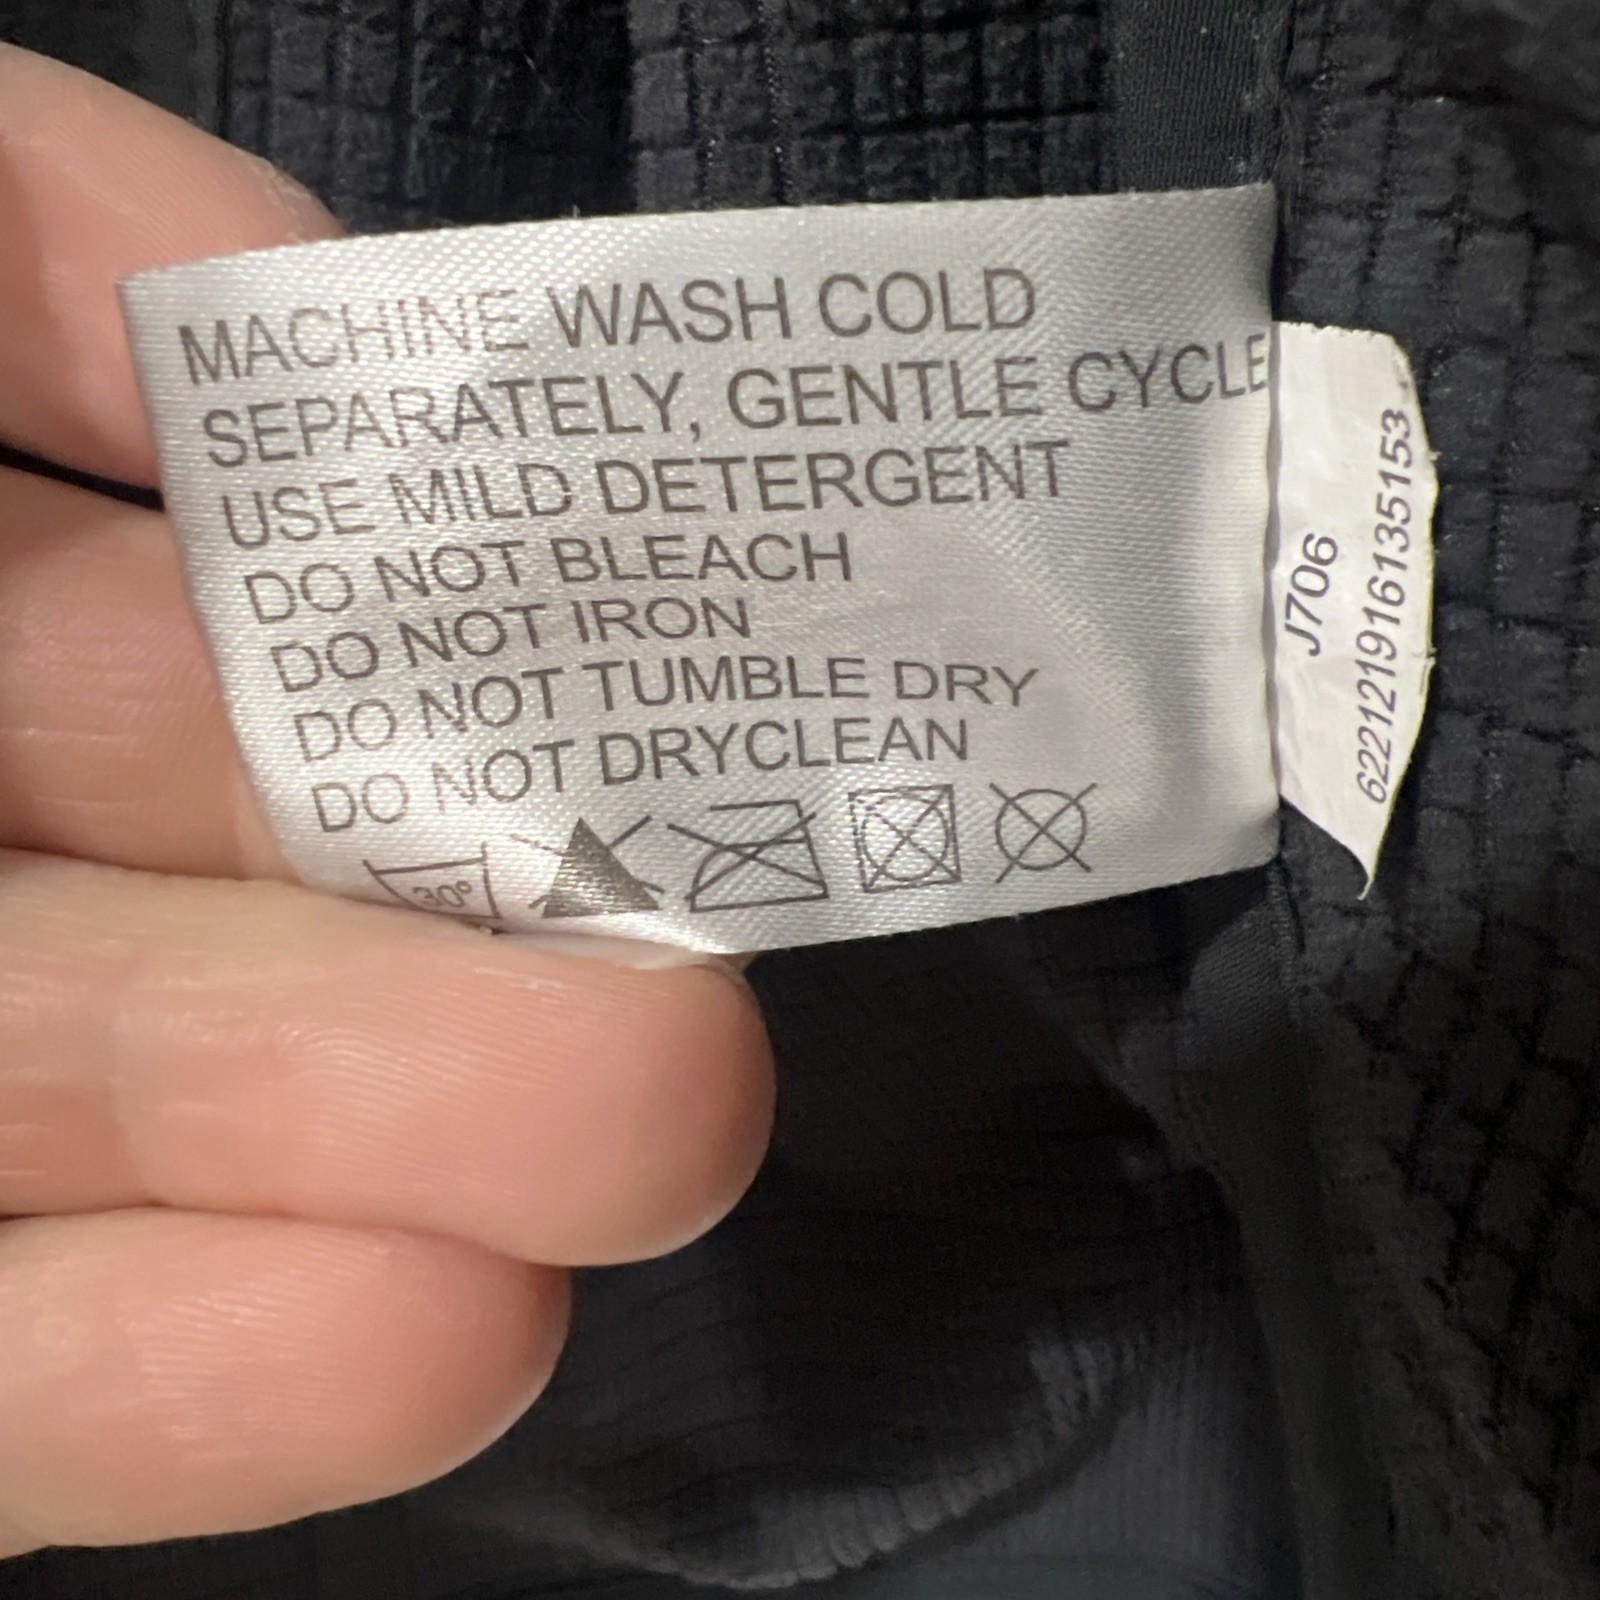 MACHINE WASH COLD
SEPARATELY, GENTLE CYCLE
USE MILD DETERGENT
DO NOT BLEACH
DO NOT IRON
DO NOT TUMBLE DRY
DO NOT DRYCLEAN
30°
J706
6221219161135153